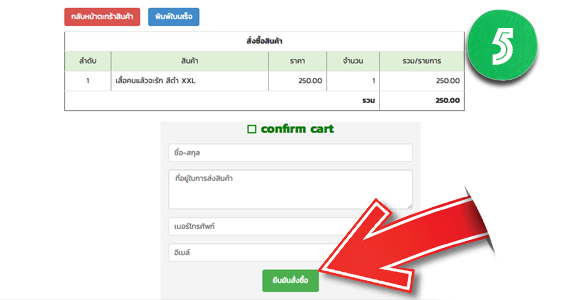 กลับหน้าตะกร้าสินค้า พิมพ์ใบเสร็จ
5
สั่งซื้อสินค้า
ลำดับ สินค้า ราคา จำนวน รวม/รายการ
1 เสื้อคนแล้วจะรัก สีดำ XXL 250.00 1 250.00
รวม 250.00
confirm cart
ชื่อ-สกุล
ที่อยู่ในการส่งสินค้า
เบอร์โทรศัพท์
อีเมล์
ยืนยันสั่งซื้อ